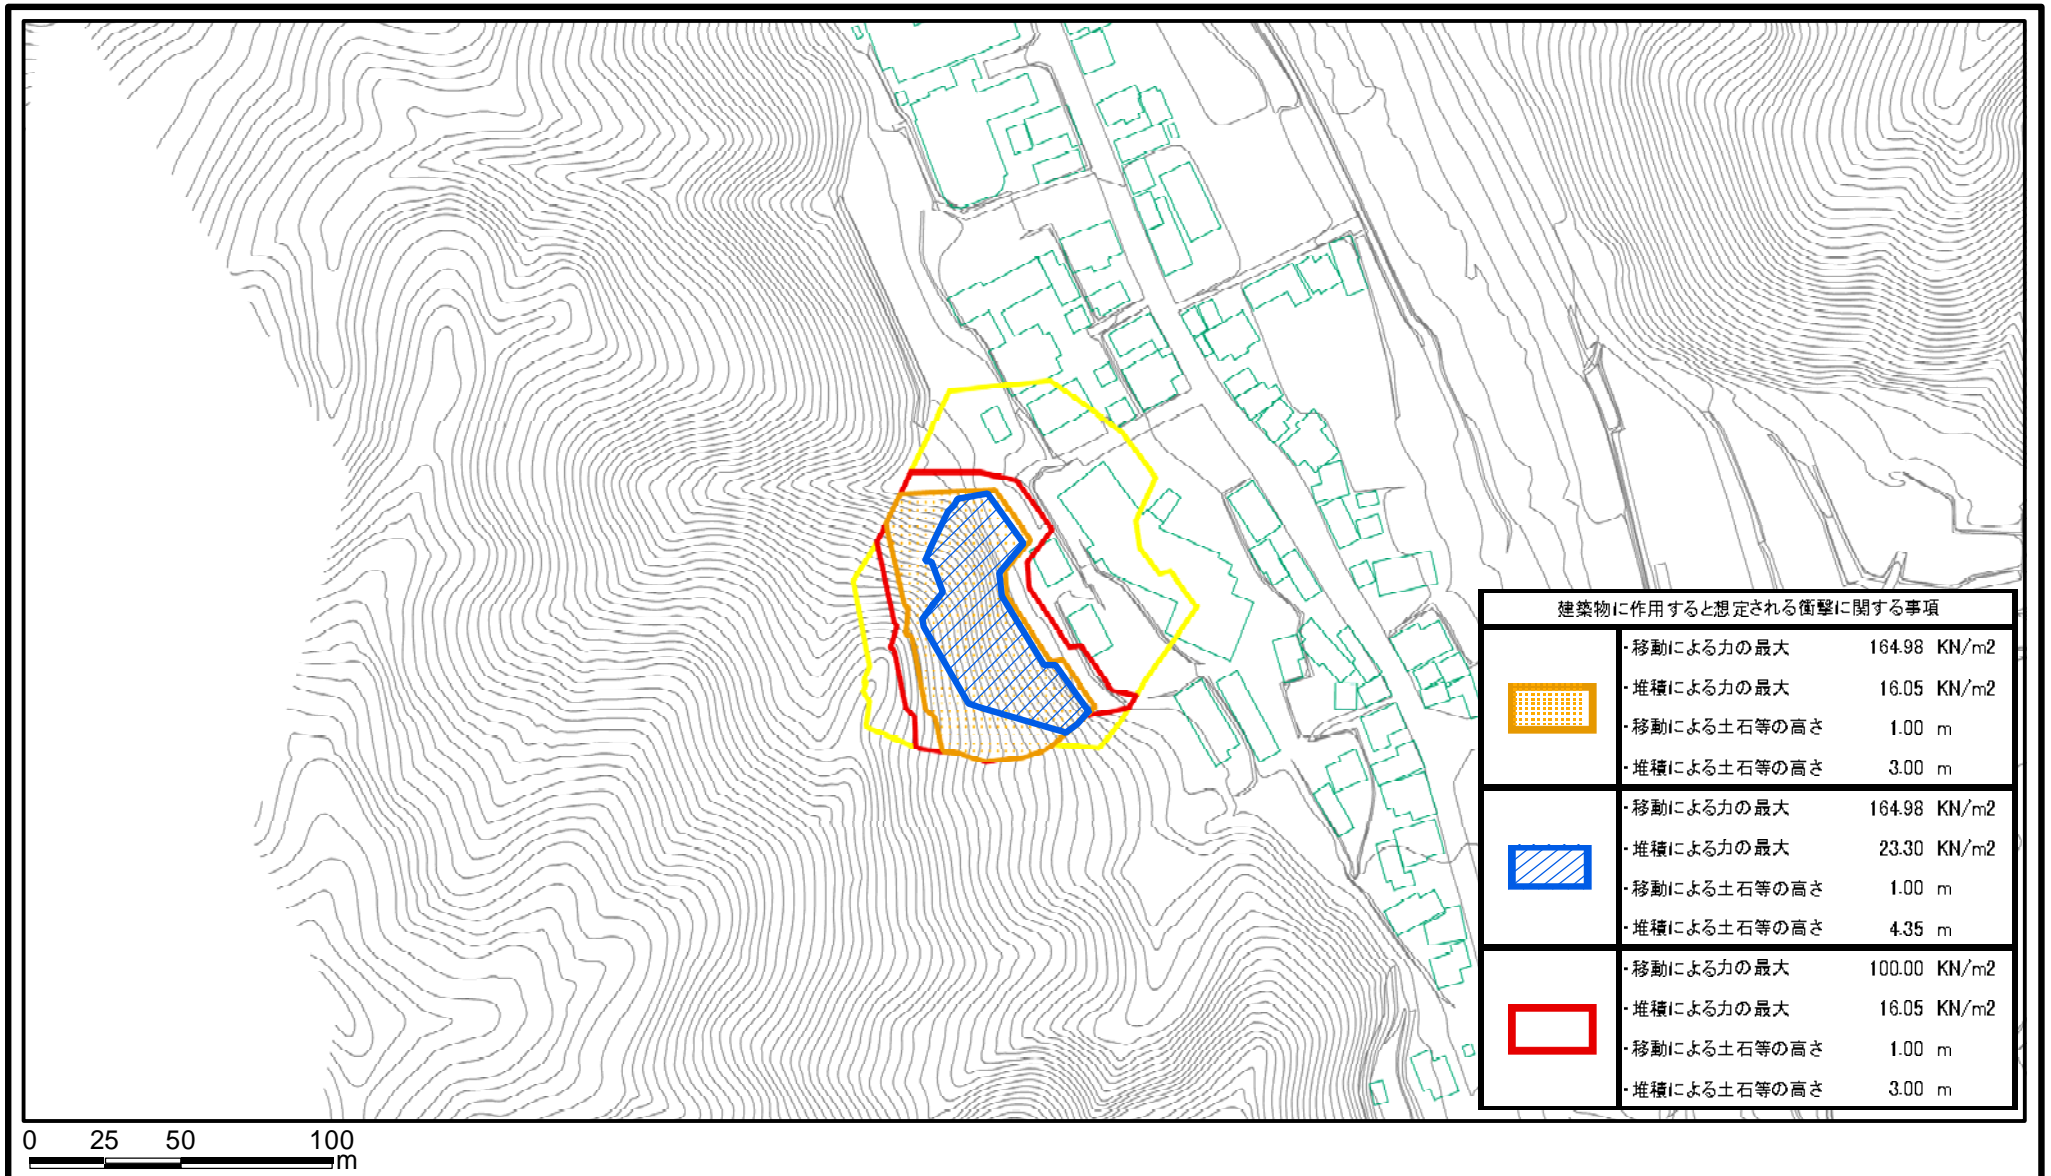 建築物に作用すると想定される衝撃に関する事項
・移動による力の最大 164.98 KN/m2
・堆積による力の最大 16.05 KN/m2
・移動による土石等の高さ 1.00 m
・堆積による土石等の高さ 3.00 m
・移動による力の最大 164.98 KN/m2
・堆積による力の最大 23.30 KN/m2
・移動による土石等の高さ 1.00 m
・堆積による土石等の高さ 4.35 m
・移動による力の最大 100.00 KN/m2
・堆積による力の最大 16.05 KN/m2
・移動による土石等の高さ 1.00 m
・堆積による土石等の高さ 3.00 m
0 25 50 100
m